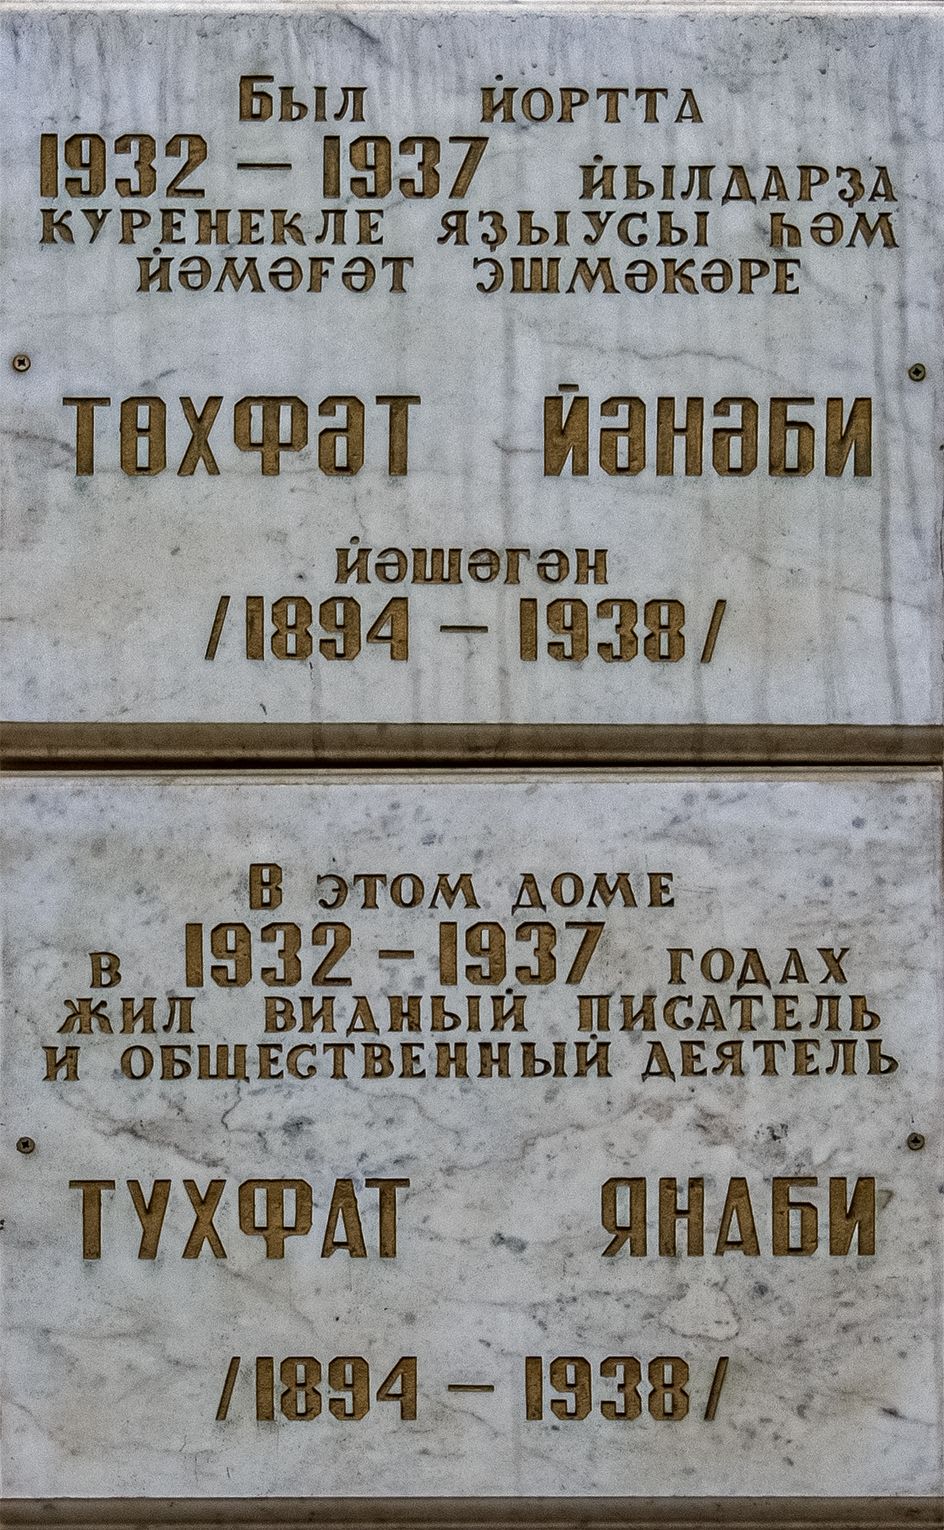 Был йортта
1932 – 1937 йылдарҙа
куренекле яҙыусы һәм
йәмәғәт эшмәкәре
ТӨХФӘТ ЙӘНӘБИ
йәшәгән
/1894 – 1938/
В этом доме
в 1932 – 1937 годах
жил видный писатель
и общественный деятель
ТУХФАТ ЯНАБИ
/1894 – 1938/